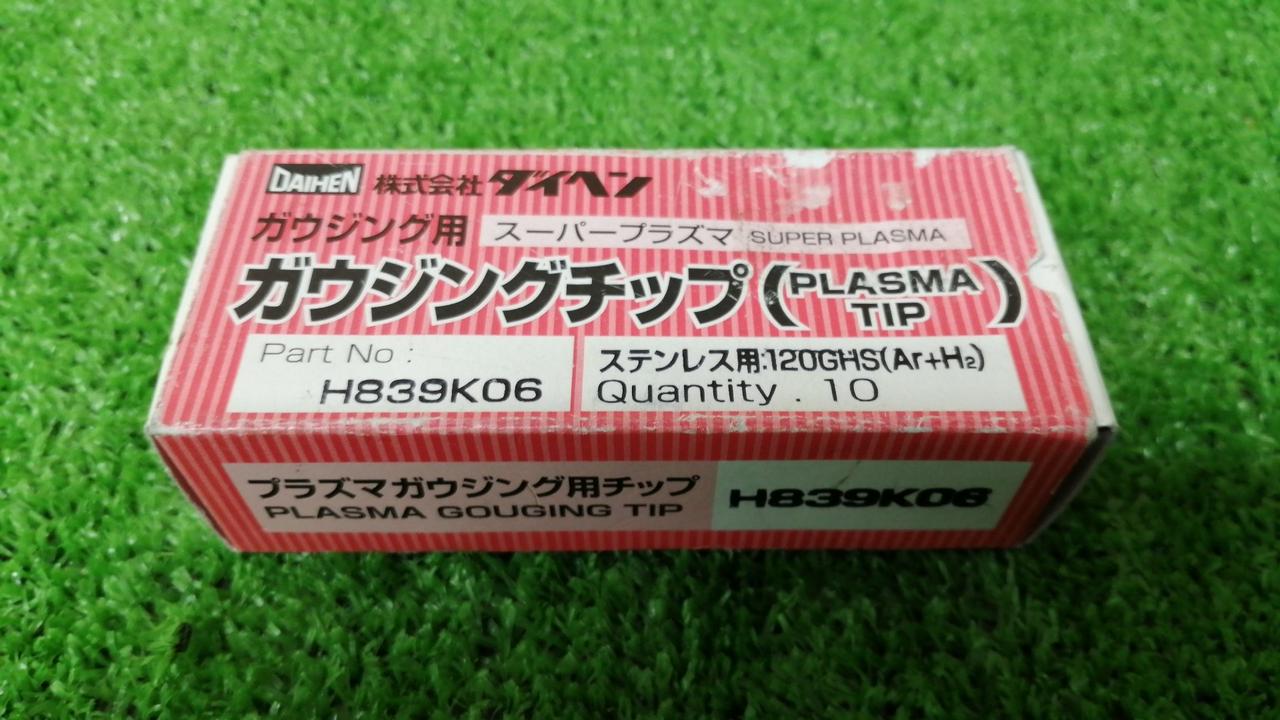 DAIHEN 株式会社 ダイヘン
ガウジング用 スーパープラズマ SUPER PLASMA
ガウジングチップ(PLASMA TIP)
Part No :
H839K06
ステンレス用:120GHS(Ar+H₂)
Quantity . 10
プラズマガウジング用チップ
PLASMA GOUGING TIP
H839K06